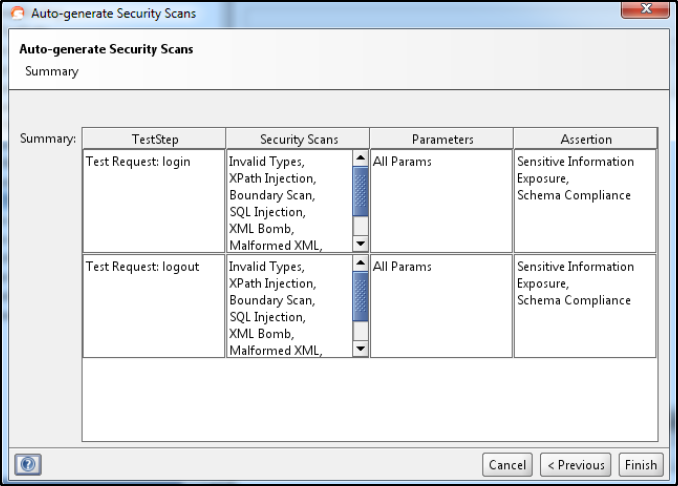 Auto-generate Security Scans
X
Auto-generate Security Scans
Summary
Summary:
TestStep
Security Scans
Parameters
Assertion
Test Request: login
Invalid Types,
XPath Injection,
Boundary Scan,
SQL Injection,
XML Bomb,
Malformed XML,
All Params
Sensitive Information
Exposure,
Schema Compliance
Test Request: logout
Invalid Types,
XPath Injection,
Boundary Scan,
SQL Injection,
XML Bomb,
Malformed XML,
All Params
Sensitive Information
Exposure,
Schema Compliance
?
Cancel
< Previous
Finish